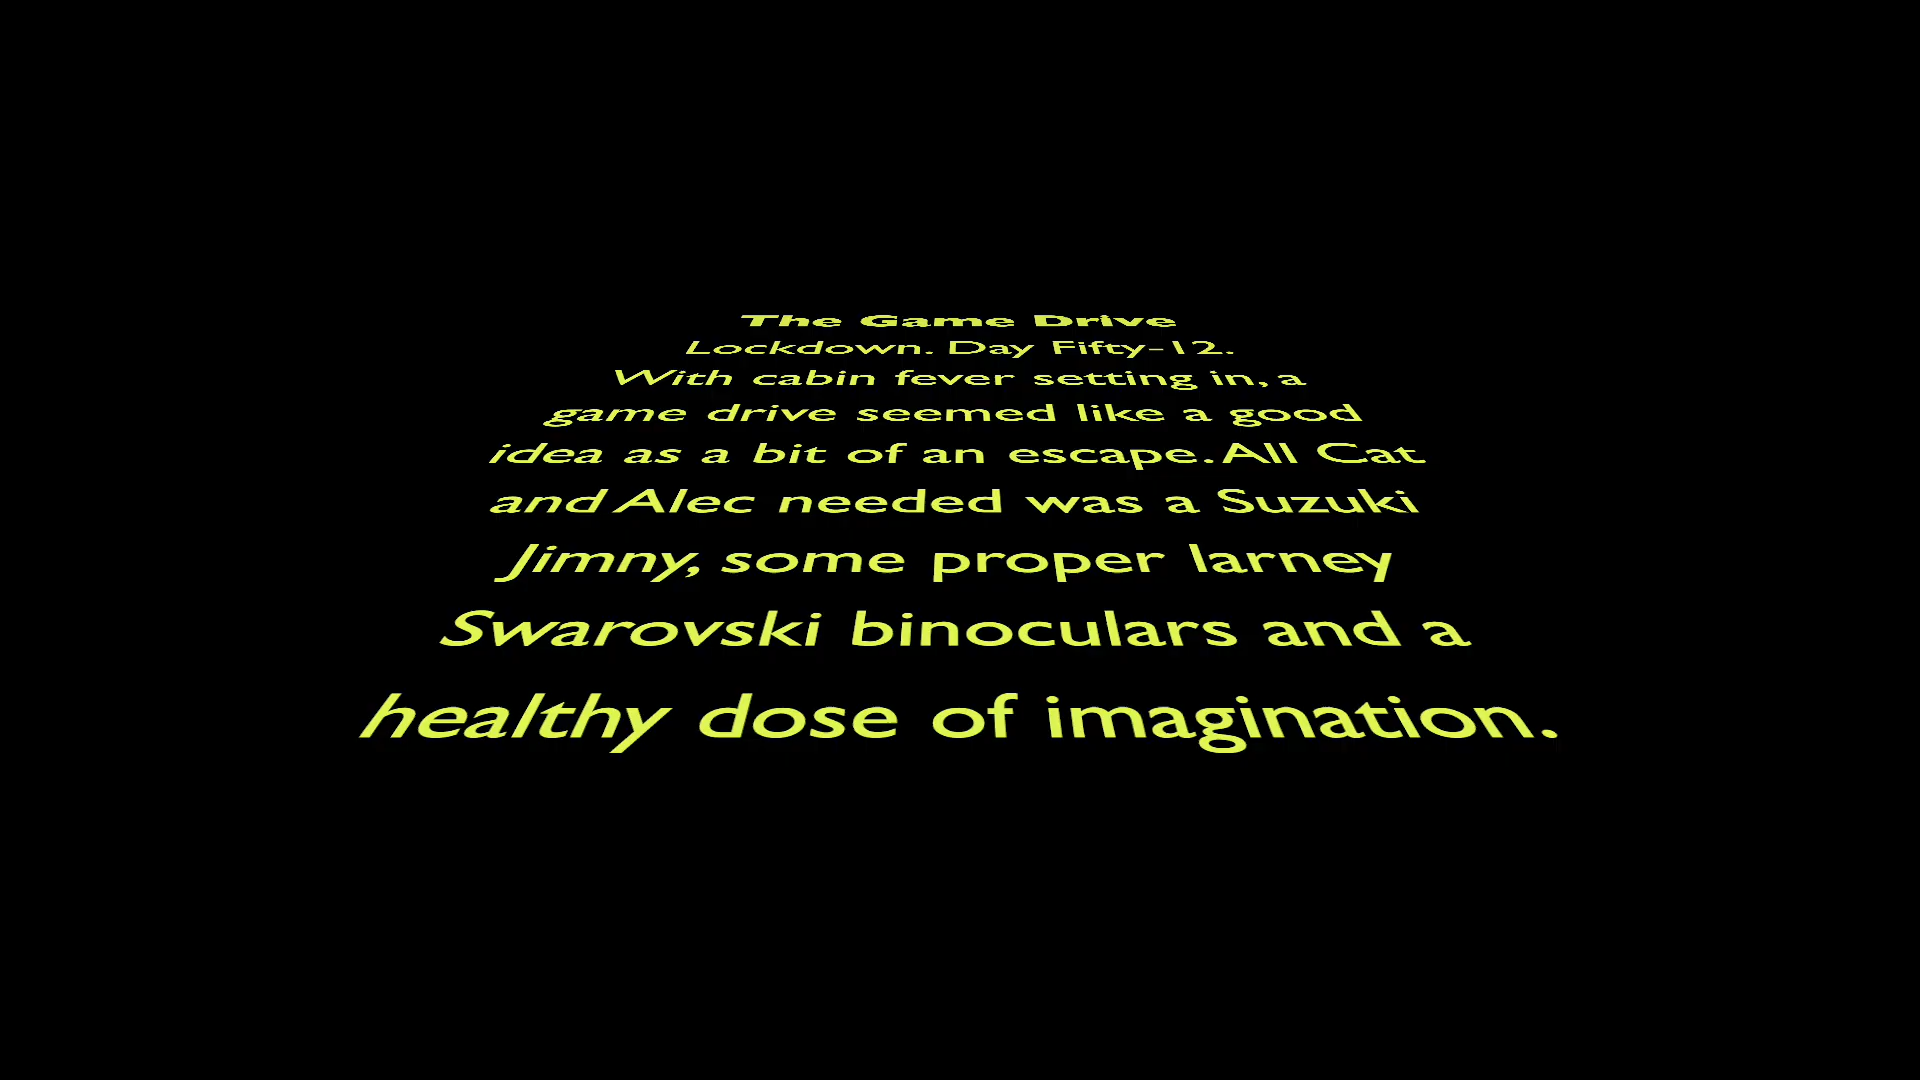 The Game Drive
Lockdown. Day Fifty-12.
With cabin fever setting in, a
game drive seemed like a good
idea as a bit of an escape. All Cat
and Alec needed was a Suzuki
Jimny, some proper larney
Swarovski binoculars and a
healthy dose of imagination.